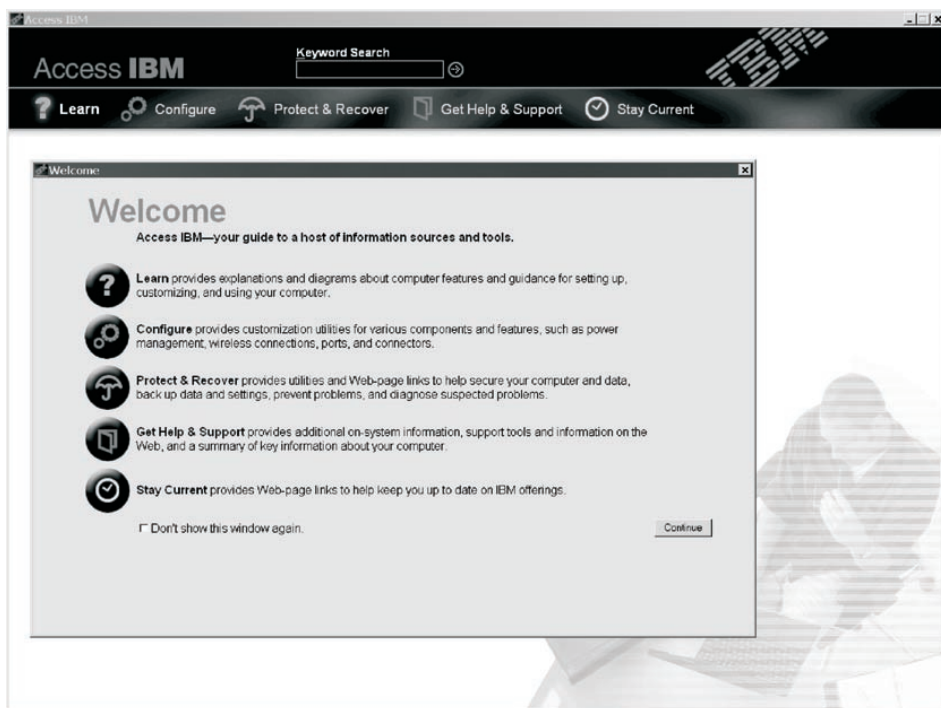 Access IBM
Keyword Search
Access IBM
IBM
Learn Configure Protect & Recover Get Help & Support Stay Current
Welcome
Welcome
Access IBM—your guide to a host of information sources and tools.
Learn provides explanations and diagrams about computer features and guidance for setting up,
customizing, and using your computer.
Configure provides customization utilities for various components and features, such as power
management, wireless connections, ports, and connectors.
Protect & Recover provides utilities and Web-page links to help secure your computer and data,
back up data and settings, prevent problems, and diagnose suspected problems.
Get Help & Support provides additional on-system information, support tools and information on the
Web, and a summary of key information about your computer.
Stay Current provides Web-page links to help keep you up to date on IBM offerings.
Don't show this window again.
Continue